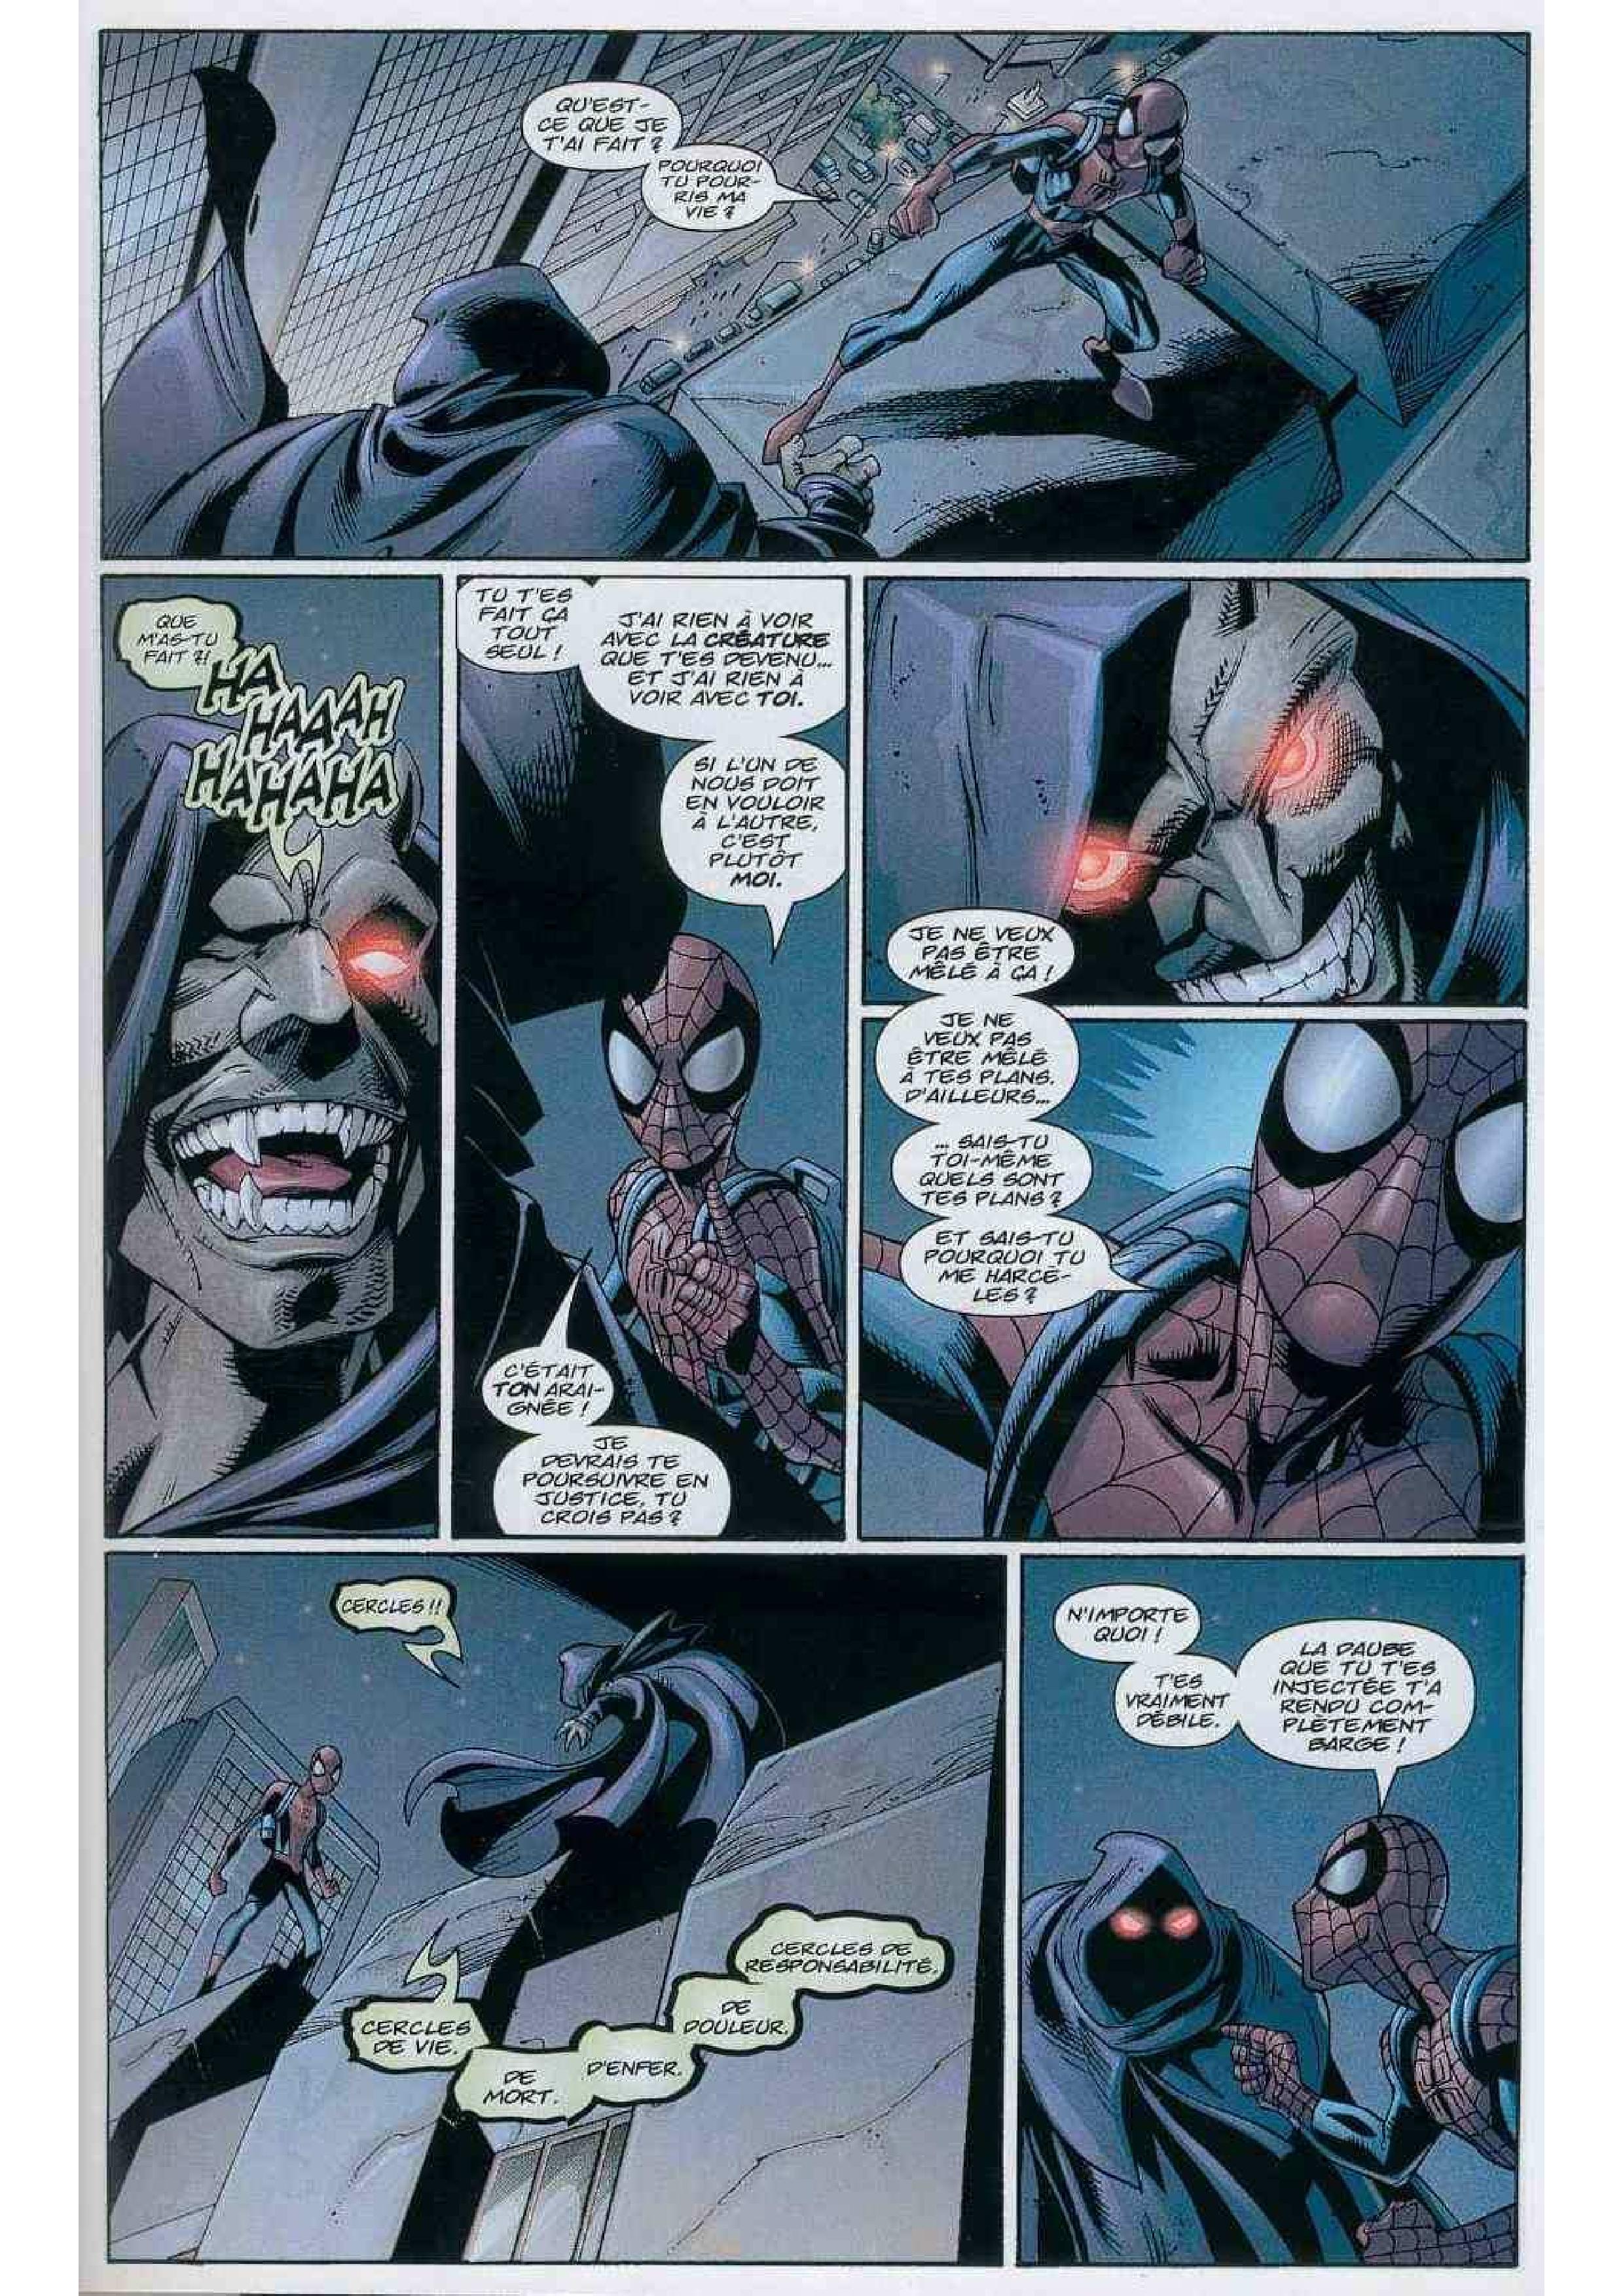 QU'EST-
CE QUE JE
T'AI FAIT ?
POURQUOI
TU POUR-
RIS MA
VIE ?
QUE
M'AS-TU
FAIT ?!
HA
HAAAH
HAHAHA
TU T'ES
FAIT ÇA
TOUT
SEUL !
J'AI RIEN À VOIR
AVEC LA CRÉATURE
QUE T'ES DEVENU...
ET J'AI RIEN À
VOIR AVEC TOI.
SI L'UN DE
NOUS DOIT
EN VOULOIR
À L'AUTRE,
C'EST
PLUTÔT
MOI.
C'ÉTAIT
TON ARAI-
GNÉE !
JE
DEVRAIS TE
POURSUIVRE EN
JUSTICE, TU
CROIS PAS ?
JE NE VEUX
PAS ÊTRE
MÊLÉ À ÇA !
JE NE
VEUX PAS
ÊTRE MÊLÉ
À TES PLANS.
D'AILLEURS...
... SAIS-TU
TOI-MÊME
QUELS SONT
TES PLANS ?
ET SAIS-TU
POURQUOI TU
ME HARCÈ-
LES ?
CERCLES !!
CERCLES
DE VIE.
DE
MORT.
D'ENFER.
DE
DOULEUR.
CERCLES DE
RESPONSABILITÉ.
N'IMPORTE
QUOI !
T'ES
VRAIMENT
DÉBILE.
LA DAUBE
QUE TU T'ES
INJECTÉE T'A
RENDU COM-
PLÈTEMENT
BARGE !